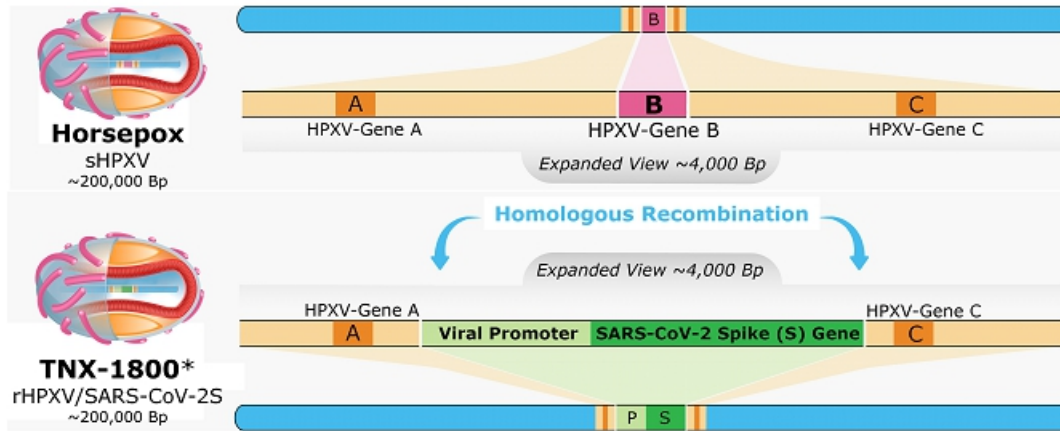 B
A
B
C
HPXV-Gene A
HPXV-Gene B
HPXV-Gene C
Horsepox
sHPXV
~200,000 Bp
Expanded View ~4,000 Bp
Homologous Recombination
Expanded View ~4,000 Bp
HPXV-Gene A
HPXV-Gene C
A
Viral Promoter
SARS-CoV-2 Spike (S) Gene
C
TNX-1800*
rHPXV/SARS-CoV-2S
~200,000 Bp
P
S